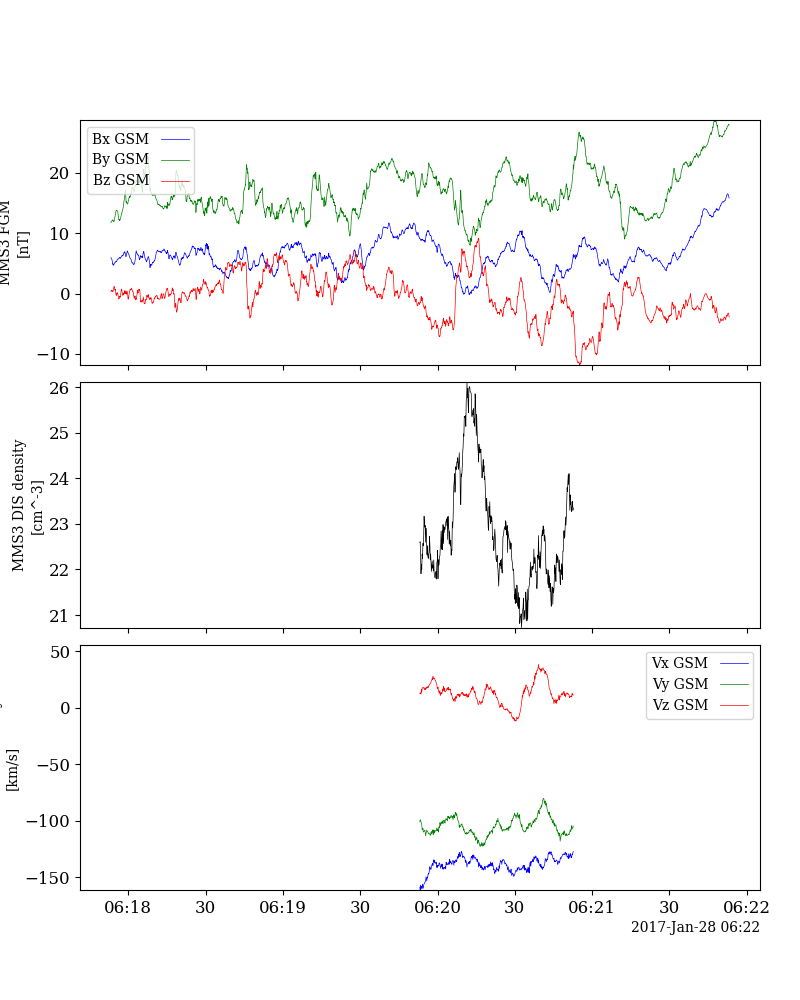 Bx GSM
By GSM
Bz GSM
20
10
0
−10
MMS3 FGM
[nT]
26
25
24
23
22
21
MMS3 DIS density
[cm^-3]
Vx GSM
Vy GSM
Vz GSM
50
0
−50
−100
−150
[km/s]
06:18 30 06:19 30 06:20 30 06:21 30 06:22
2017-Jan-28 06:22